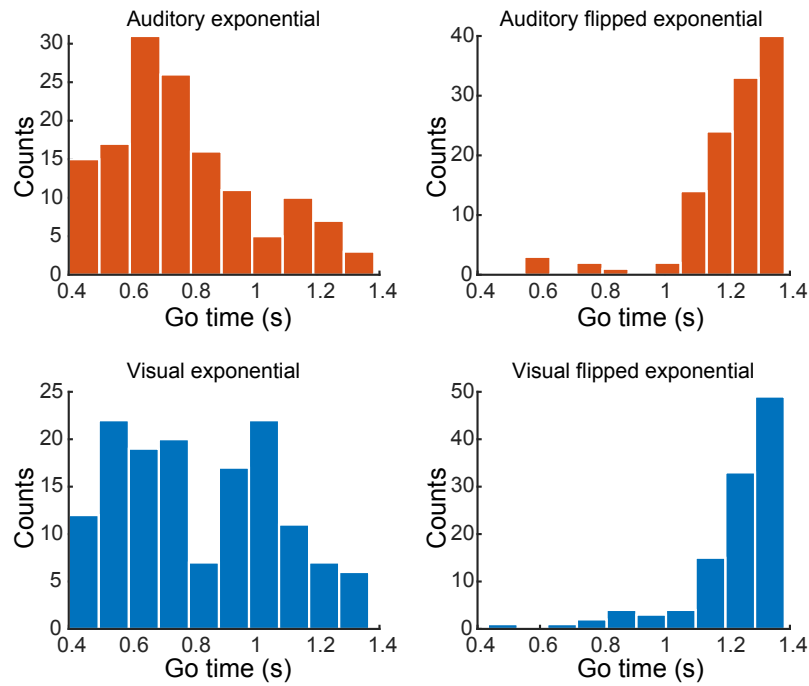 Auditory exponential
30
25
20
15
10
5
0
Counts
0.4 0.6 0.8 1 1.2 1.4
Go time (s)
Auditory flipped exponential
40
30
20
10
0
Counts
0.4 0.6 0.8 1 1.2 1.4
Go time (s)
Visual exponential
25
20
15
10
5
0
Counts
0.4 0.6 0.8 1 1.2 1.4
Go time (s)
Visual flipped exponential
50
40
30
20
10
0
Counts
0.4 0.6 0.8 1 1.2 1.4
Go time (s)